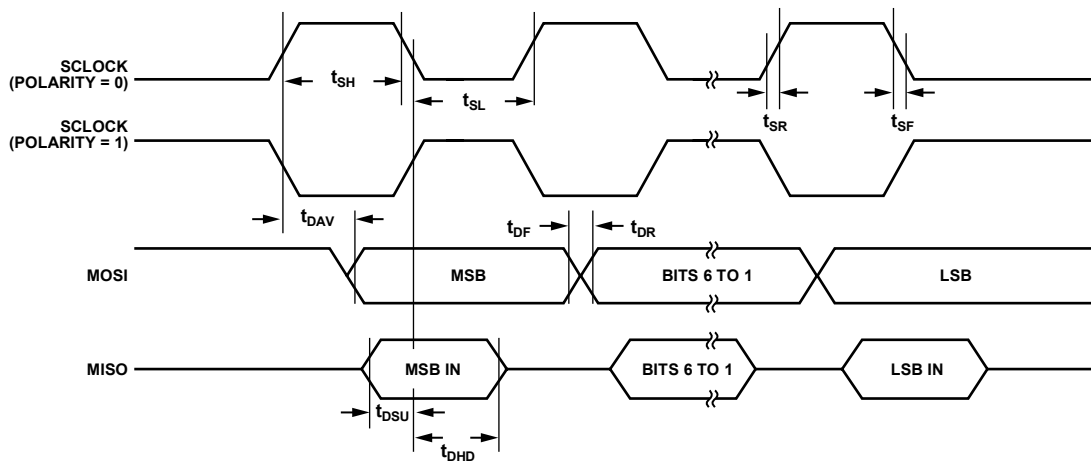 SCLOCK
(POLARITY = 0)
tSH
tSL
tSR
tSF
SCLOCK
(POLARITY = 1)
tDAV
tDF
tDR
MOSI
MSB
BITS 6 TO 1
LSB
MISO
MSB IN
BITS 6 TO 1
LSB IN
tDSU
tDHD